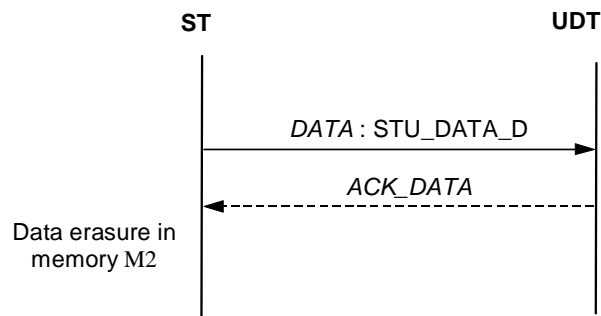 ST
UDT
DATA : STU_DATA_D
ACK_DATA
Data erasure in
memory M2